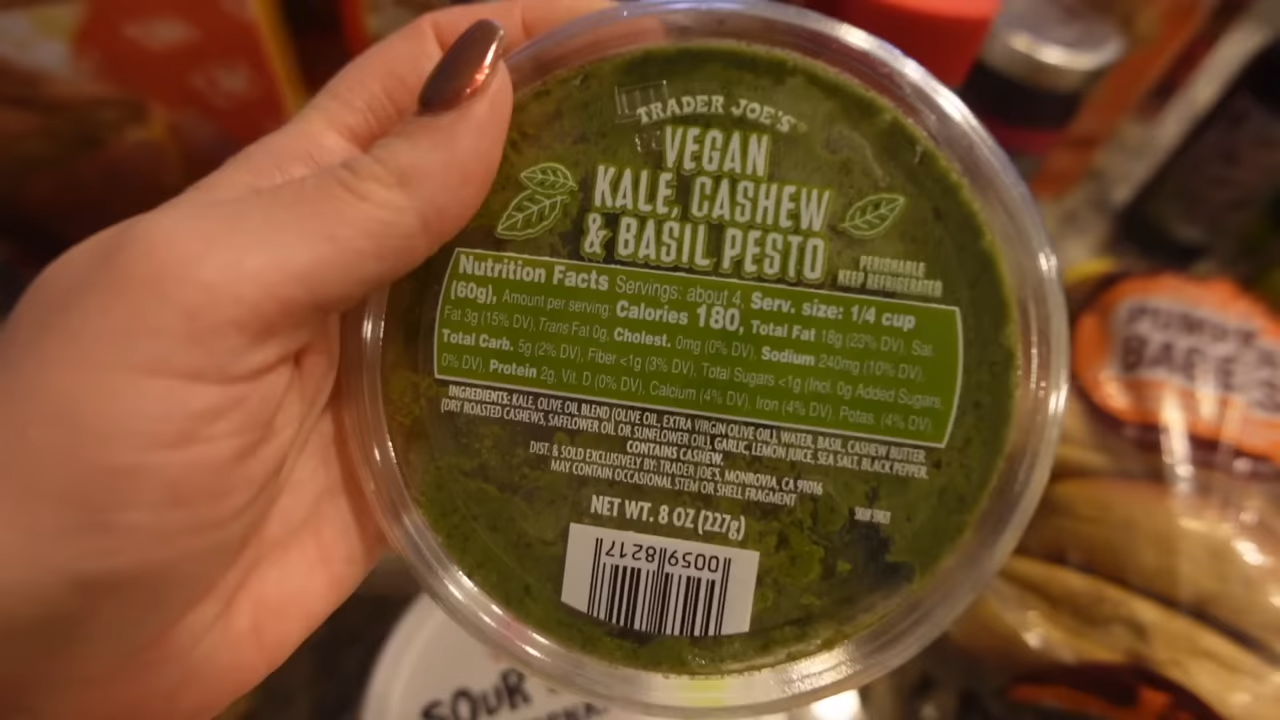 TRADER JOE'S
VEGAN
KALE, CASHEW
& BASIL PESTO
PERISHABLE
KEEP REFRIGERATED
Nutrition Facts Servings: about 4, Serv. size: 1/4 cup
(60g), Amount per serving: Calories 180, Total Fat 18g (23% DV), Sat.
Fat 3g (15% DV), Trans Fat 0g, Cholest. 0mg (0% DV), Sodium 240mg (10% DV),
Total Carb. 5g (2% DV), Fiber <1g (3% DV), Total Sugars <1g (Incl. 0g Added Sugars,
0% DV), Protein 2g, Vit. D (0% DV), Calcium (4% DV), Iron (4% DV), Potas. (4% DV)
INGREDIENTS: KALE, OLIVE OIL BLEND (OLIVE OIL, EXTRA VIRGIN OLIVE OIL), WATER, BASIL, CASHEW BUTTER
(DRY ROASTED CASHEWS, SAFFLOWER OIL OR SUNFLOWER OIL), GARLIC, LEMON JUICE, SEA SALT, BLACK PEPPER.
CONTAINS CASHEW.
DIST. & SOLD EXCLUSIVELY BY: TRADER JOE'S, MONROVIA, CA 91016
MAY CONTAIN OCCASIONAL STEM OR SHELL FRAGMENT
NET WT. 8 OZ (227g)
0059 8217
SOUR